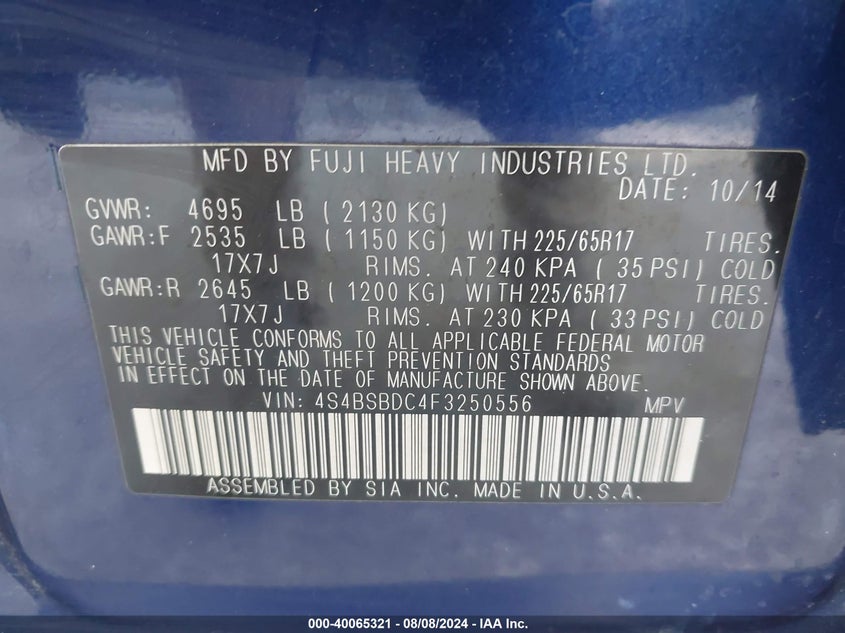 MFD BY FUJI HEAVY INDUSTRIES LTD.
DATE: 10/14
GVWR: 4695 LB ( 2130 KG)
GAWR:F 2535 LB ( 1150 KG) WITH 225/65R17 TIRES.
17X7J RIMS. AT 240 KPA ( 35 PSI) COLD
GAWR:R 2645 LB ( 1200 KG) WITH 225/65R17 TIRES.
17X7J RIMS. AT 230 KPA ( 33 PSI) COLD
THIS VEHICLE CONFORMS TO ALL APPLICABLE FEDERAL MOTOR
VEHICLE SAFETY AND THEFT PREVENTION STANDARDS
IN EFFECT ON THE DATE OF MANUFACTURE SHOWN ABOVE.
VIN: 4S4BSBDC4F3250556 MPV
ASSEMBLED BY SIA INC. MADE IN U.S.A.
000-40065321 - 08/08/2024 - IAA Inc.